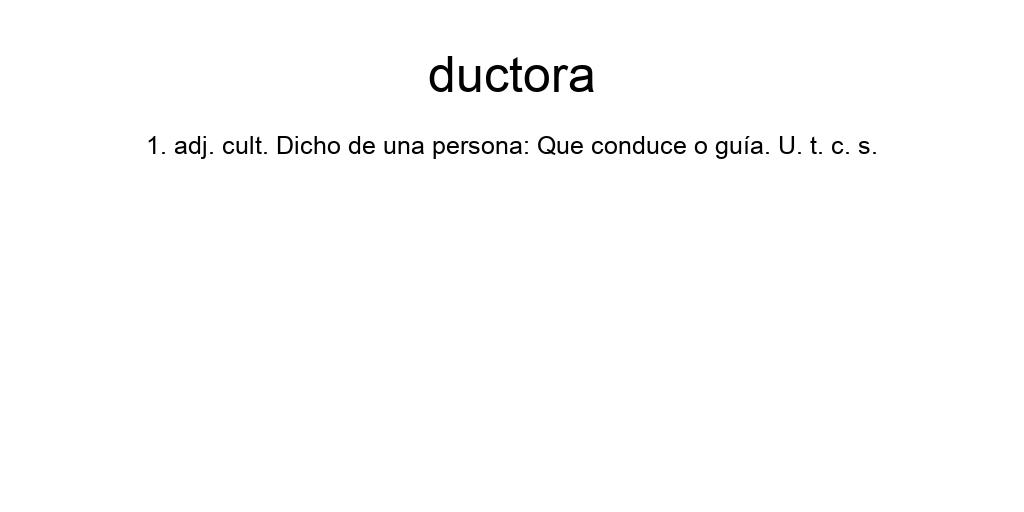 ductora
1. adj. cult. Dicho de una persona: Que conduce o guía. U. t. c. s.